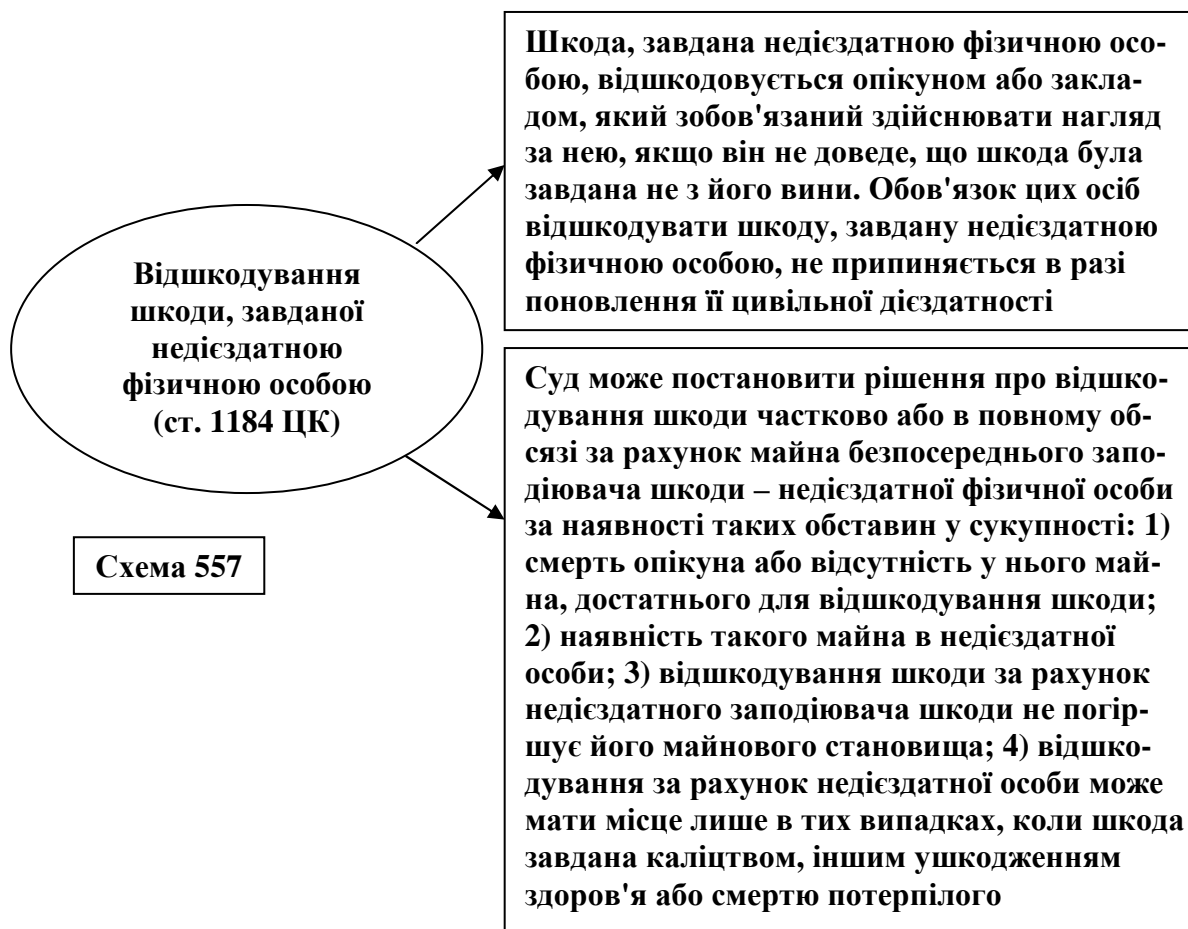 Відшкодування
шкоди, завданої
недієздатною
фізичною особою
(ст. 1184 ЦК)
Шкода, завдана недієздатною фізичною осо-
бою, відшкодовується опікуном або закла-
дом, який зобов'язаний здійснювати нагляд
за нею, якщо він не доведе, що шкода була
завдана не з його вини. Обов'язок цих осіб
відшкодувати шкоду, завдану недієздатною
фізичною особою, не припиняється в разі
поновлення її цивільної дієздатності
Суд може постановити рішення про відшко-
дування шкоди частково або в повному об-
сязі за рахунок майна безпосереднього запо-
діювача шкоди – недієздатної фізичної особи
за наявності таких обставин у сукупності: 1)
смерть опікуна або відсутність у нього май-
на, достатнього для відшкодування шкоди;
2) наявність такого майна в недієздатної
особи; 3) відшкодування шкоди за рахунок
недієздатного заподіювача шкоди не погір-
шує його майнового становища; 4) відшко-
дування за рахунок недієздатної особи може
мати місце лише в тих випадках, коли шкода
завдана каліцтвом, іншим ушкодженням
здоров'я або смертю потерпілого
Схема 557